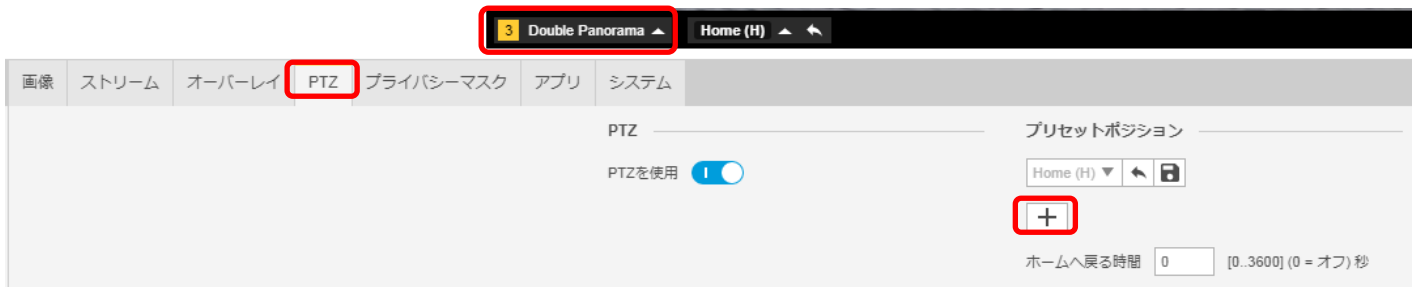 3 Double Panorama Home (H)
画像 ストリーム オーバーレイ PTZ プライバシーマスク アプリ システム
PTZ プリセットポジション
PTZを使用 Home (H)
ホームへ戻る時間 0 [0..3600] (0 = オフ) 秒